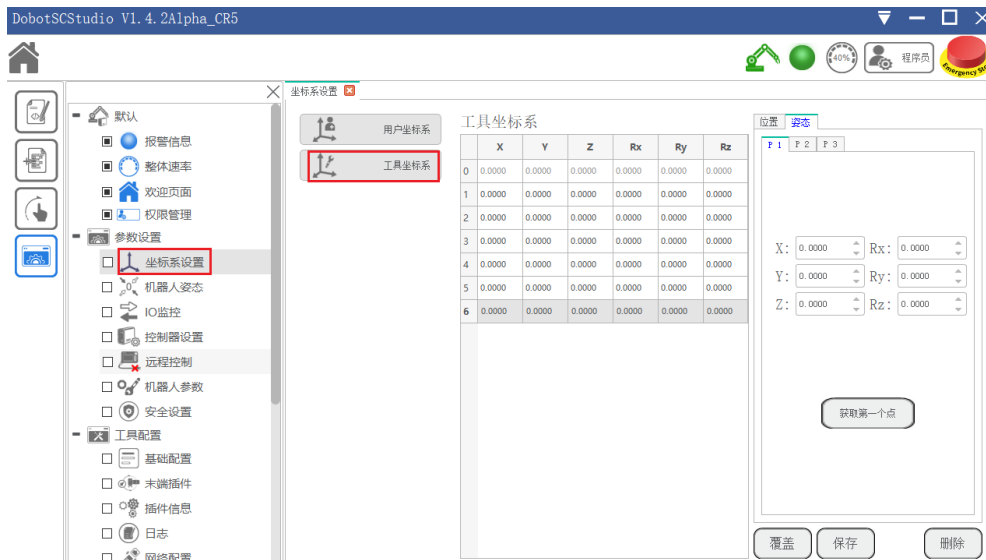 DobotSCStudio V1.4.2Alpha_CR5
40%
程序员
坐标系设置
默认
报警信息
整体速率
欢迎页面
权限管理
参数设置
坐标系设置
机器人姿态
IO监控
控制器设置
远程控制
机器人参数
安全设置
工具配置
基础配置
末端插件
插件信息
日志
网络配置
用户坐标系
工具坐标系
工具坐标系
X Y Z Rx Ry Rz
0 0.0000 0.0000 0.0000 0.0000 0.0000 0.0000
1 0.0000 0.0000 0.0000 0.0000 0.0000 0.0000
2 0.0000 0.0000 0.0000 0.0000 0.0000 0.0000
3 0.0000 0.0000 0.0000 0.0000 0.0000 0.0000
4 0.0000 0.0000 0.0000 0.0000 0.0000 0.0000
5 0.0000 0.0000 0.0000 0.0000 0.0000 0.0000
6 0.0000 0.0000 0.0000 0.0000 0.0000 0.0000
位置 姿态
P 1 P 2 P 3
X: 0.0000 Rx: 0.0000
Y: 0.0000 Ry: 0.0000
Z: 0.0000 Rz: 0.0000
获取第一个点
覆盖 保存 删除